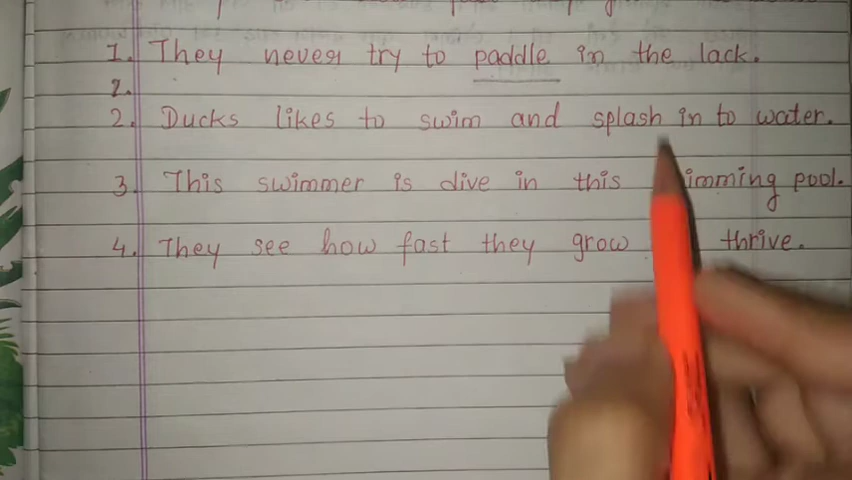 1. They never try to paddle in the lack.
2.
2. Ducks likes to swim and splash in to water.
3. This swimmer is dive in this imming pool.
4. They see how fast they grow thrive.